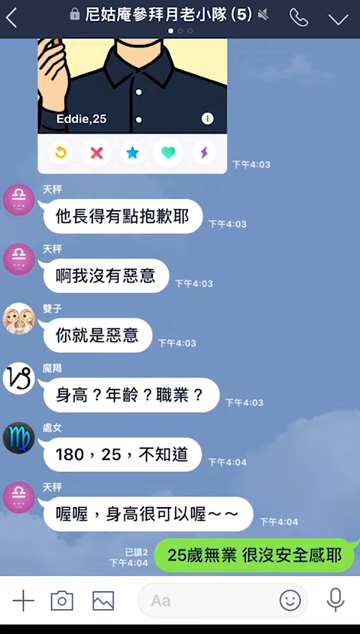 尼姑庵參拜月老小隊 (5)
Eddie,25
下午4:03
天秤
他長得有點抱歉耶
下午4:03
天秤
啊我沒有惡意
下午4:03
雙子
你就是惡意
下午4:03
魔羯
身高？年齡？職業？
下午4:03
處女
180，25，不知道
下午4:04
天秤
喔喔，身高很可以喔～～
下午4:04
已讀2
下午4:04
25歲無業 很沒安全感耶
Aa